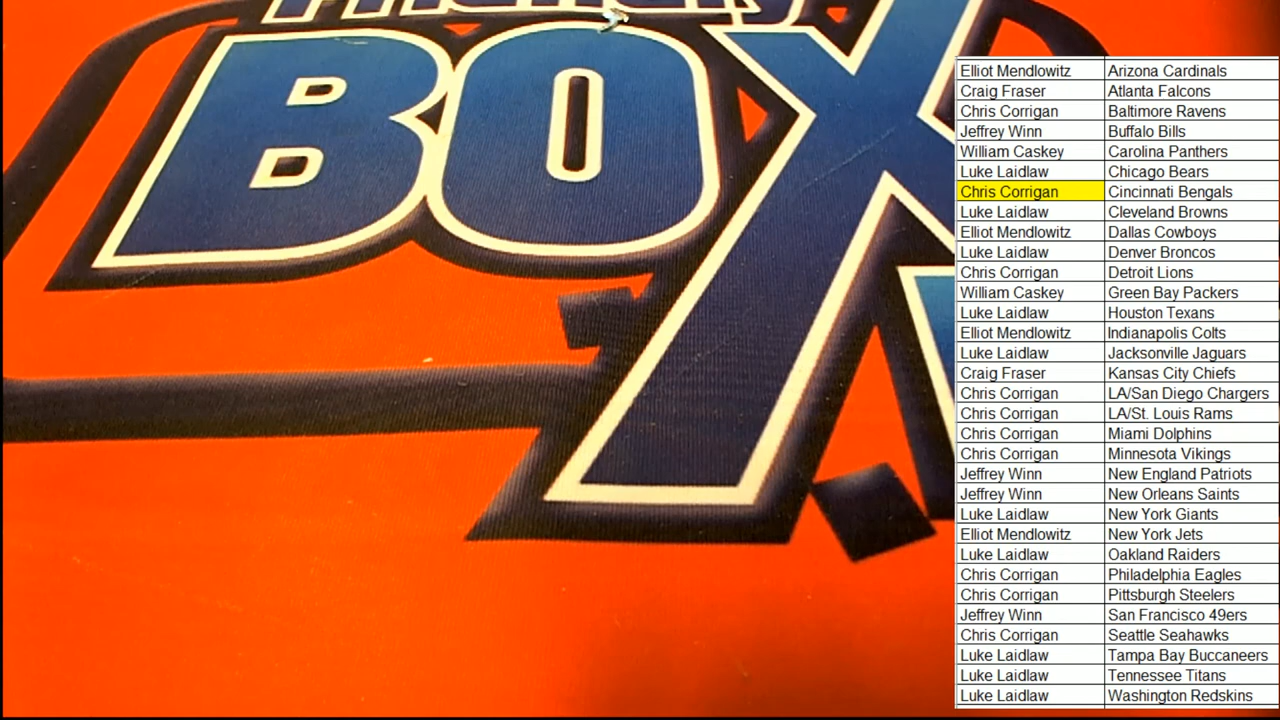 BOX
Elliot Mendlowitz Arizona Cardinals
Craig Fraser Atlanta Falcons
Chris Corrigan Baltimore Ravens
Jeffrey Winn Buffalo Bills
William Caskey Carolina Panthers
Luke Laidlaw Chicago Bears
Chris Corrigan Cincinnati Bengals
Luke Laidlaw Cleveland Browns
Elliot Mendlowitz Dallas Cowboys
Luke Laidlaw Denver Broncos
Chris Corrigan Detroit Lions
William Caskey Green Bay Packers
Luke Laidlaw Houston Texans
Elliot Mendlowitz Indianapolis Colts
Luke Laidlaw Jacksonville Jaguars
Craig Fraser Kansas City Chiefs
Chris Corrigan LA/San Diego Chargers
Chris Corrigan LA/St. Louis Rams
Chris Corrigan Miami Dolphins
Chris Corrigan Minnesota Vikings
Jeffrey Winn New England Patriots
Jeffrey Winn New Orleans Saints
Luke Laidlaw New York Giants
Elliot Mendlowitz New York Jets
Luke Laidlaw Oakland Raiders
Chris Corrigan Philadelphia Eagles
Chris Corrigan Pittsburgh Steelers
Jeffrey Winn San Francisco 49ers
Chris Corrigan Seattle Seahawks
Luke Laidlaw Tampa Bay Buccaneers
Luke Laidlaw Tennessee Titans
Luke Laidlaw Washington Redskins